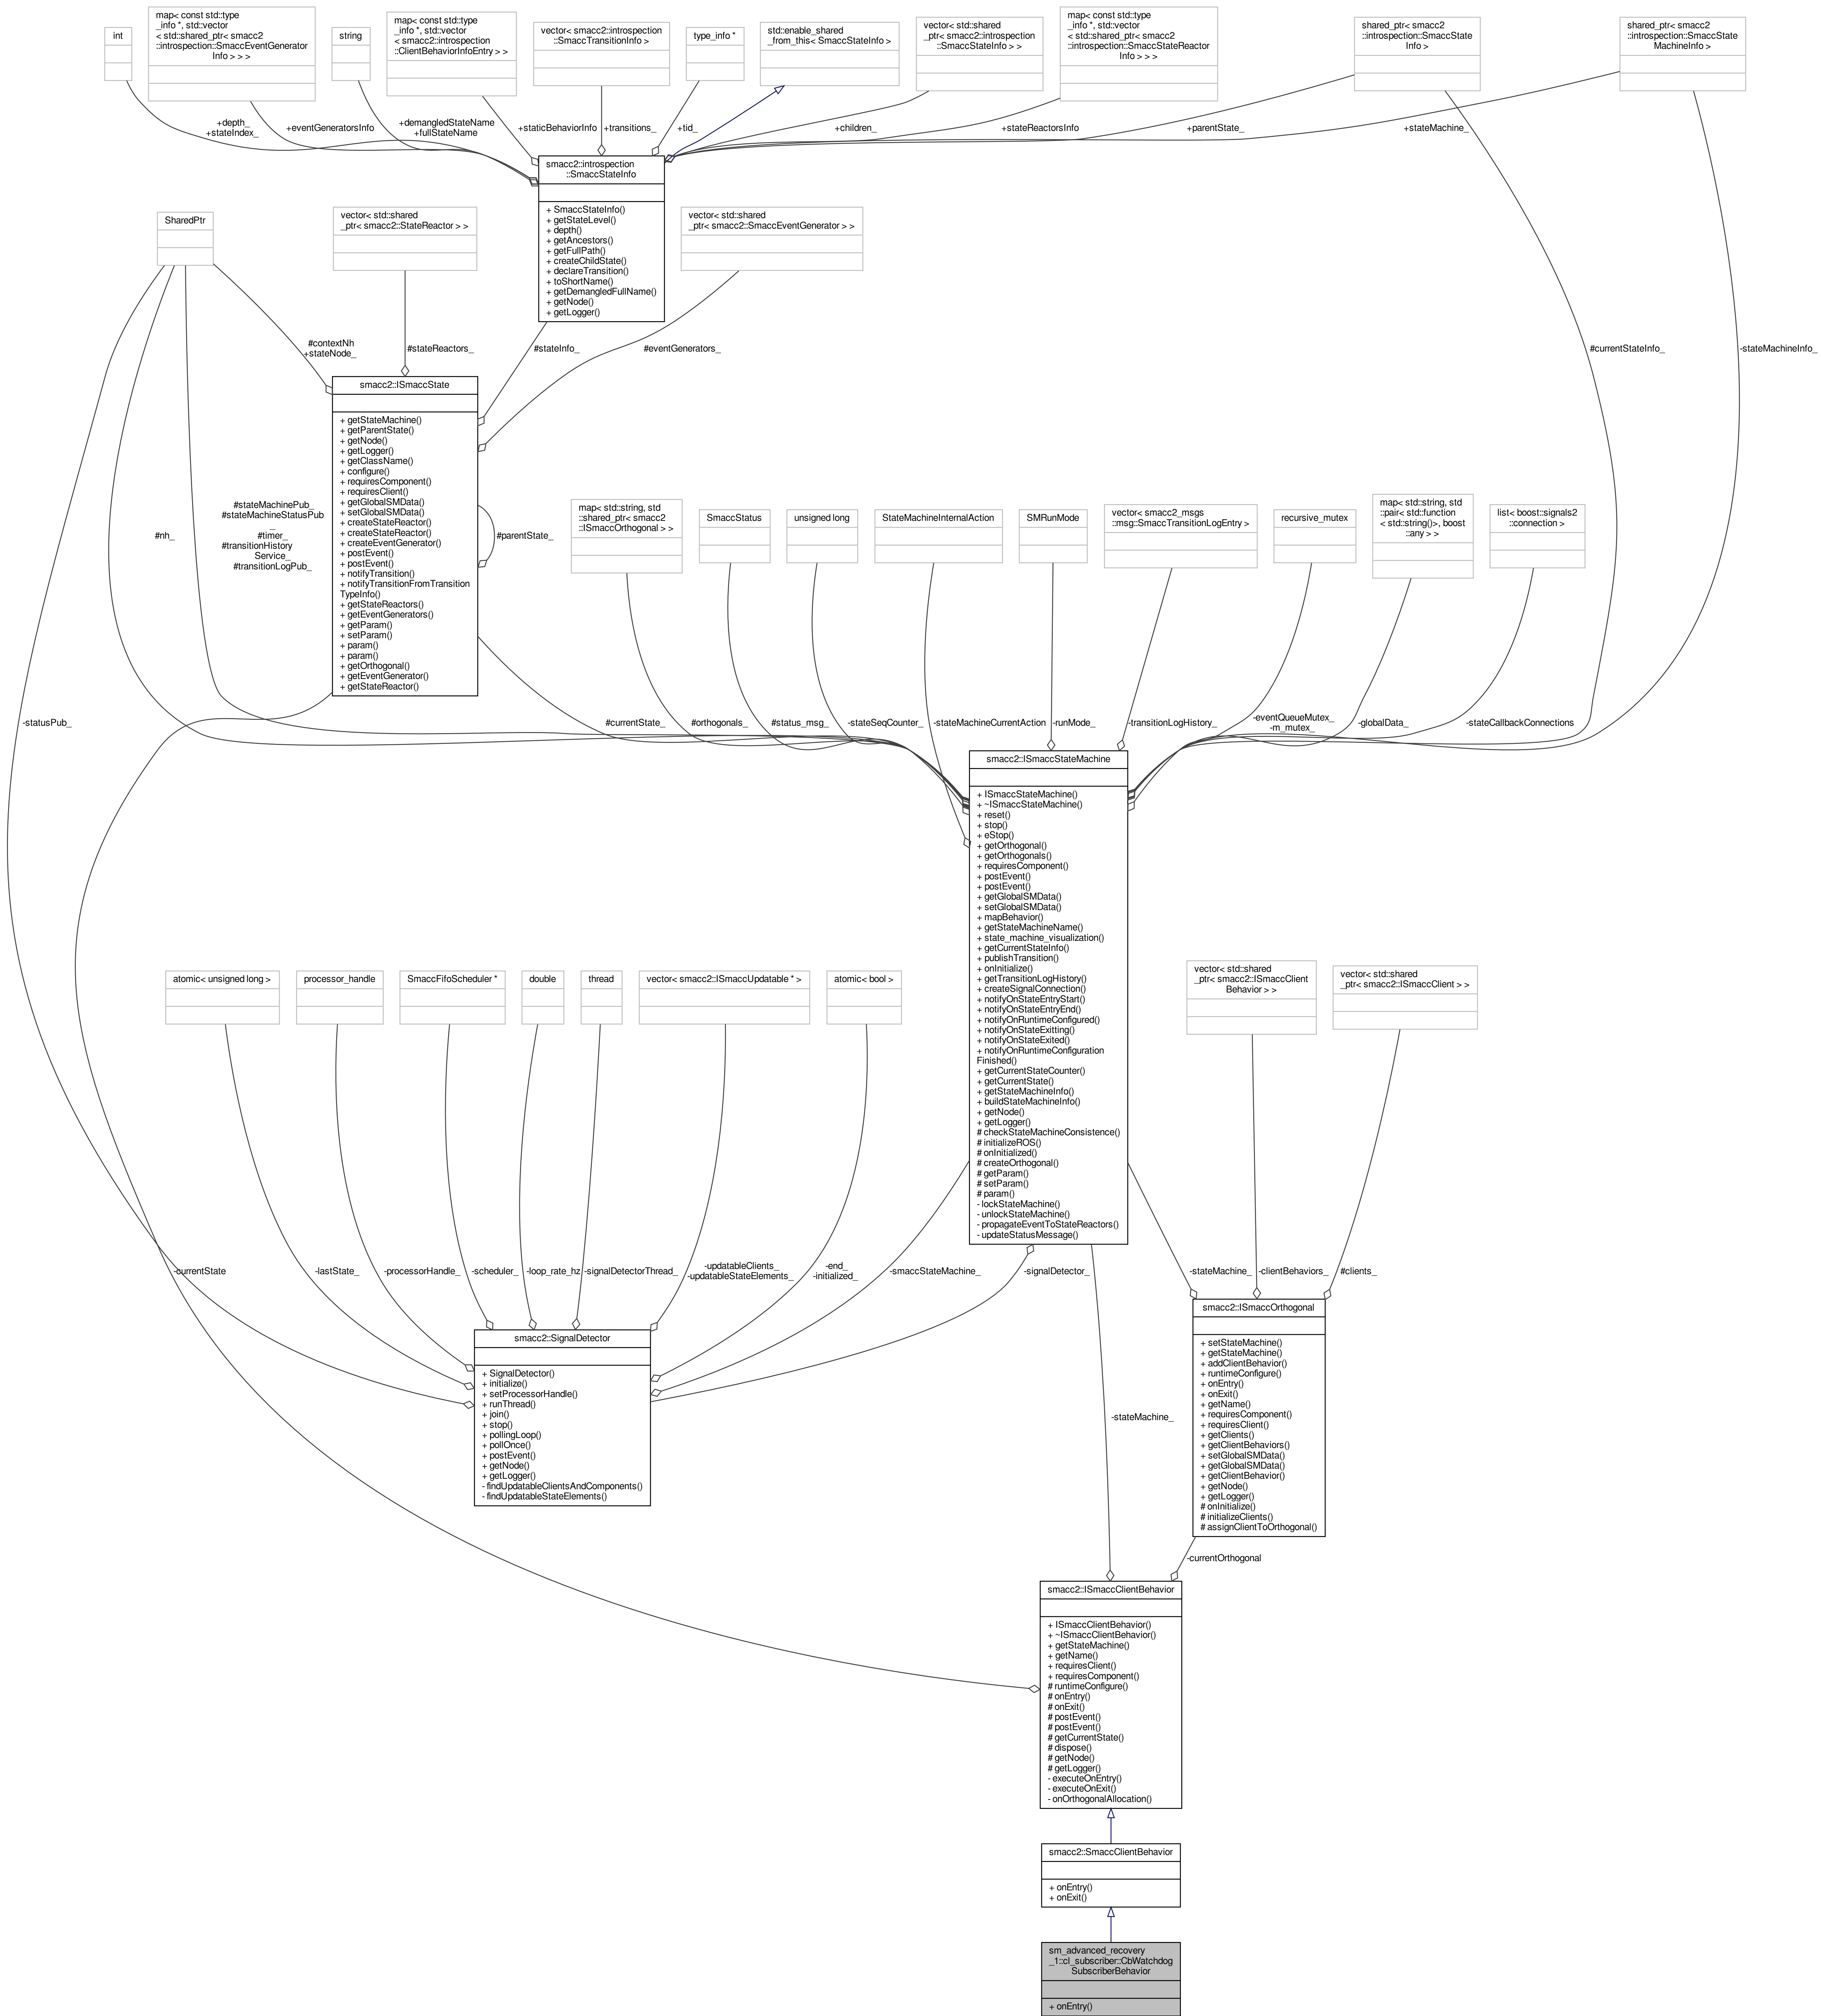 int
map< const std::type
_info *, std::vector
< std::shared_ptr< smacc2
::introspection::SmaccEventGenerator
Info > > >
string
map< const std::type
_info *, std::vector
< smacc2::introspection
::ClientBehaviorInfoEntry > >
vector< smacc2::introspection
::SmaccTransitionInfo >
type_info *
std::enable_shared
_from_this< SmaccStateInfo >
vector< std::shared
_ptr< smacc2::introspection
::SmaccStateInfo > >
map< const std::type
_info *, std::vector
< std::shared_ptr< smacc2
::introspection::SmaccStateReactor
Info > > >
shared_ptr< smacc2
::introspection::SmaccState
Info >
shared_ptr< smacc2
::introspection::SmaccState
MachineInfo >
+depth_
+stateIndex_
+eventGeneratorsInfo
+demangledStateName
+fullStateName
+staticBehaviorInfo
+transitions_
+tid_
+children_
+stateReactorsInfo
+parentState_
+stateMachine_
smacc2::introspection
::SmaccStateInfo
+ SmaccStateInfo()
+ getStateLevel()
+ depth()
+ getAncestors()
+ getFullPath()
+ createChildState()
+ declareTransition()
+ toShortName()
+ getDemangledFullName()
+ getNode()
+ getLogger()
SharedPtr
vector< std::shared
_ptr< smacc2::StateReactor > >
vector< std::shared
_ptr< smacc2::SmaccEventGenerator > >
#contextNh
+stateNode_
#stateReactors_
#stateInfo_
#eventGenerators_
#currentStateInfo_
-stateMachineInfo_
smacc2::ISmaccState
+ getStateMachine()
+ getParentState()
+ getNode()
+ getLogger()
+ getClassName()
+ configure()
+ requiresComponent()
+ requiresClient()
+ getGlobalSMData()
+ setGlobalSMData()
+ createStateReactor()
+ createStateReactor()
+ createEventGenerator()
+ postEvent()
+ postEvent()
+ notifyTransition()
+ notifyTransitionFromTransition
TypeInfo()
+ getStateReactors()
+ getEventGenerators()
+ getParam()
+ setParam()
+ param()
+ param()
+ getOrthogonal()
+ getEventGenerator()
+ getStateReactor()
#parentState_
#nh_
#stateMachinePub_
#stateMachineStatusPub
_
#timer_
#transitionHistory
Service_
#transitionLogPub_
map< std::string, std
::shared_ptr< smacc2
::ISmaccOrthogonal > >
SmaccStatus
unsigned long
StateMachineInternalAction
SMRunMode
vector< smacc2_msgs
::msg::SmaccTransitionLogEntry >
recursive_mutex
map< std::string, std
::pair< std::function
< std::string()>, boost
::any > >
list< boost::signals2
::connection >
-statusPub_
#currentState_
#orthogonals_
#status_msg_
-stateSeqCounter_
-stateMachineCurrentAction
-runMode_
-transitionLogHistory_
-eventQueueMutex_
-m_mutex_
-globalData_
-stateCallbackConnections
smacc2::ISmaccStateMachine
+ ISmaccStateMachine()
+ ~ISmaccStateMachine()
+ reset()
+ stop()
+ eStop()
+ getOrthogonal()
+ getOrthogonals()
+ requiresComponent()
+ postEvent()
+ postEvent()
+ getGlobalSMData()
+ setGlobalSMData()
+ mapBehavior()
+ getStateMachineName()
+ state_machine_visualization()
+ getCurrentStateInfo()
+ publishTransition()
+ onInitialize()
+ getTransitionLogHistory()
+ createSignalConnection()
+ notifyOnStateEntryStart()
+ notifyOnStateEntryEnd()
+ notifyOnRuntimeConfigured()
+ notifyOnStateExitting()
+ notifyOnStateExited()
+ notifyOnRuntimeConfiguration
Finished()
+ getCurrentStateCounter()
+ getCurrentState()
+ getStateMachineInfo()
+ buildStateMachineInfo()
+ getNode()
+ getLogger()
# checkStateMachineConsistence()
# initializeROS()
# onInitialized()
# createOrthogonal()
# getParam()
# setParam()
# param()
- lockStateMachine()
- unlockStateMachine()
- propagateEventToStateReactors()
- updateStatusMessage()
atomic< unsigned long >
processor_handle
SmaccFifoScheduler *
double
thread
vector< smacc2::ISmaccUpdatable * >
atomic< bool >
vector< std::shared
_ptr< smacc2::ISmaccClient
Behavior > >
vector< std::shared
_ptr< smacc2::ISmaccClient > >
-currentState
-lastState_
-processorHandle_
-scheduler_
-loop_rate_hz
-signalDetectorThread_
-updatableClients_
-updatableStateElements_
-end_
-initialized_
-smaccStateMachine_
-signalDetector_
-stateMachine_
-clientBehaviors_
#clients_
smacc2::SignalDetector
+ SignalDetector()
+ initialize()
+ setProcessorHandle()
+ runThread()
+ join()
+ stop()
+ pollingLoop()
+ pollOnce()
+ postEvent()
+ getNode()
+ getLogger()
- findUpdatableClientsAndComponents()
- findUpdatableStateElements()
smacc2::ISmaccOrthogonal
+ setStateMachine()
+ getStateMachine()
+ addClientBehavior()
+ runtimeConfigure()
+ onEntry()
+ onExit()
+ getName()
+ requiresComponent()
+ requiresClient()
+ getClients()
+ getClientBehaviors()
+ setGlobalSMData()
+ getGlobalSMData()
+ getClientBehavior()
+ getNode()
+ getLogger()
# onInitialize()
# initializeClients()
# assignClientToOrthogonal()
-stateMachine_
-currentOrthogonal
smacc2::ISmaccClientBehavior
+ ISmaccClientBehavior()
+ ~ISmaccClientBehavior()
+ getStateMachine()
+ getName()
+ requiresClient()
+ requiresComponent()
# runtimeConfigure()
# onEntry()
# onExit()
# postEvent()
# postEvent()
# getCurrentState()
# dispose()
# getNode()
# getLogger()
- executeOnEntry()
- executeOnExit()
- onOrthogonalAllocation()
smacc2::SmaccClientBehavior
+ onEntry()
+ onExit()
sm_advanced_recovery
_1::cl_subscriber::CbWatchdog
SubscriberBehavior
+ onEntry()